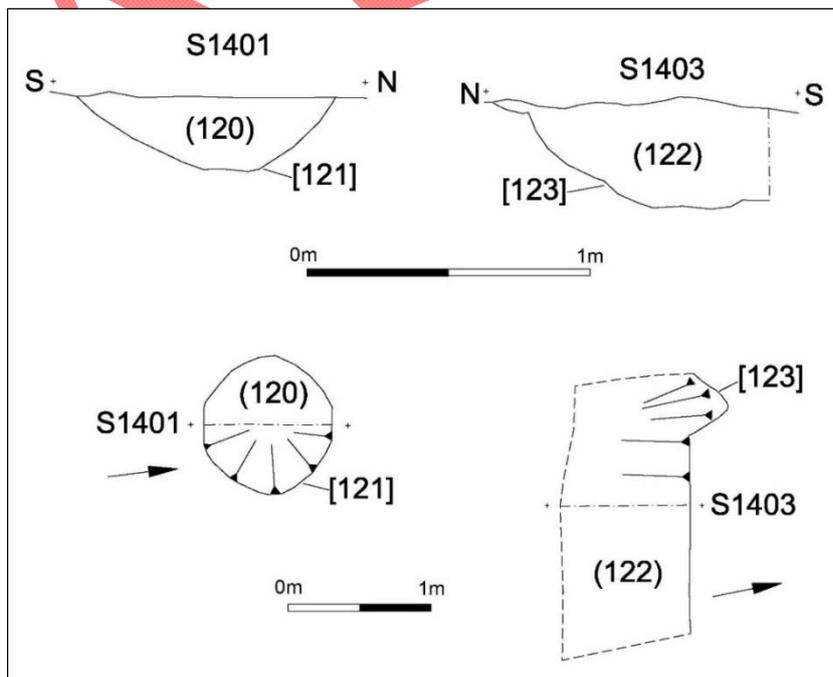 S1401
S N
(120)
[121]
S1403
N S
(122)
[123]
0m 1m
(120)
S1401
[121]
0m 1m
[123]
S1403
(122)